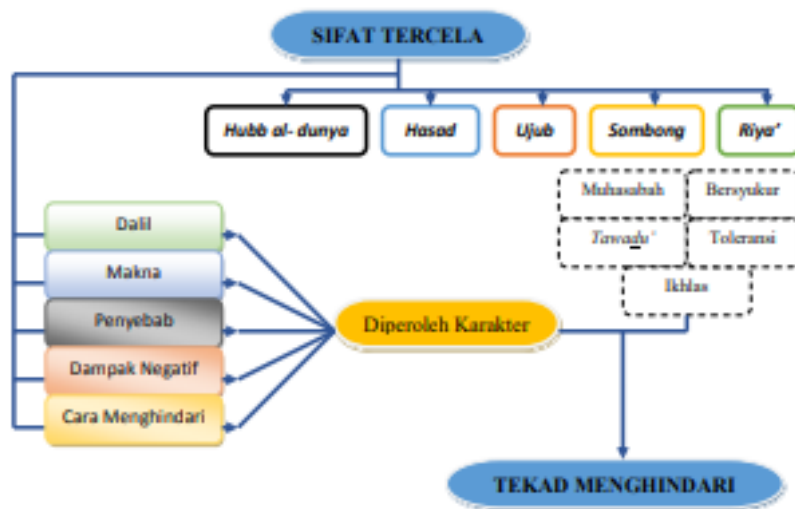 SIFAT TERCELA
Hubb al- dunya
Hasad
Ujub
Sombong
Riya'
Muhasabah
Bersyukur
Tawadu'
Toleransi
Ikhlas
Dalil
Makna
Penyebab
Dampak Negatif
Cara Menghindari
Diperoleh Karakter
TEKAD MENGHINDARI